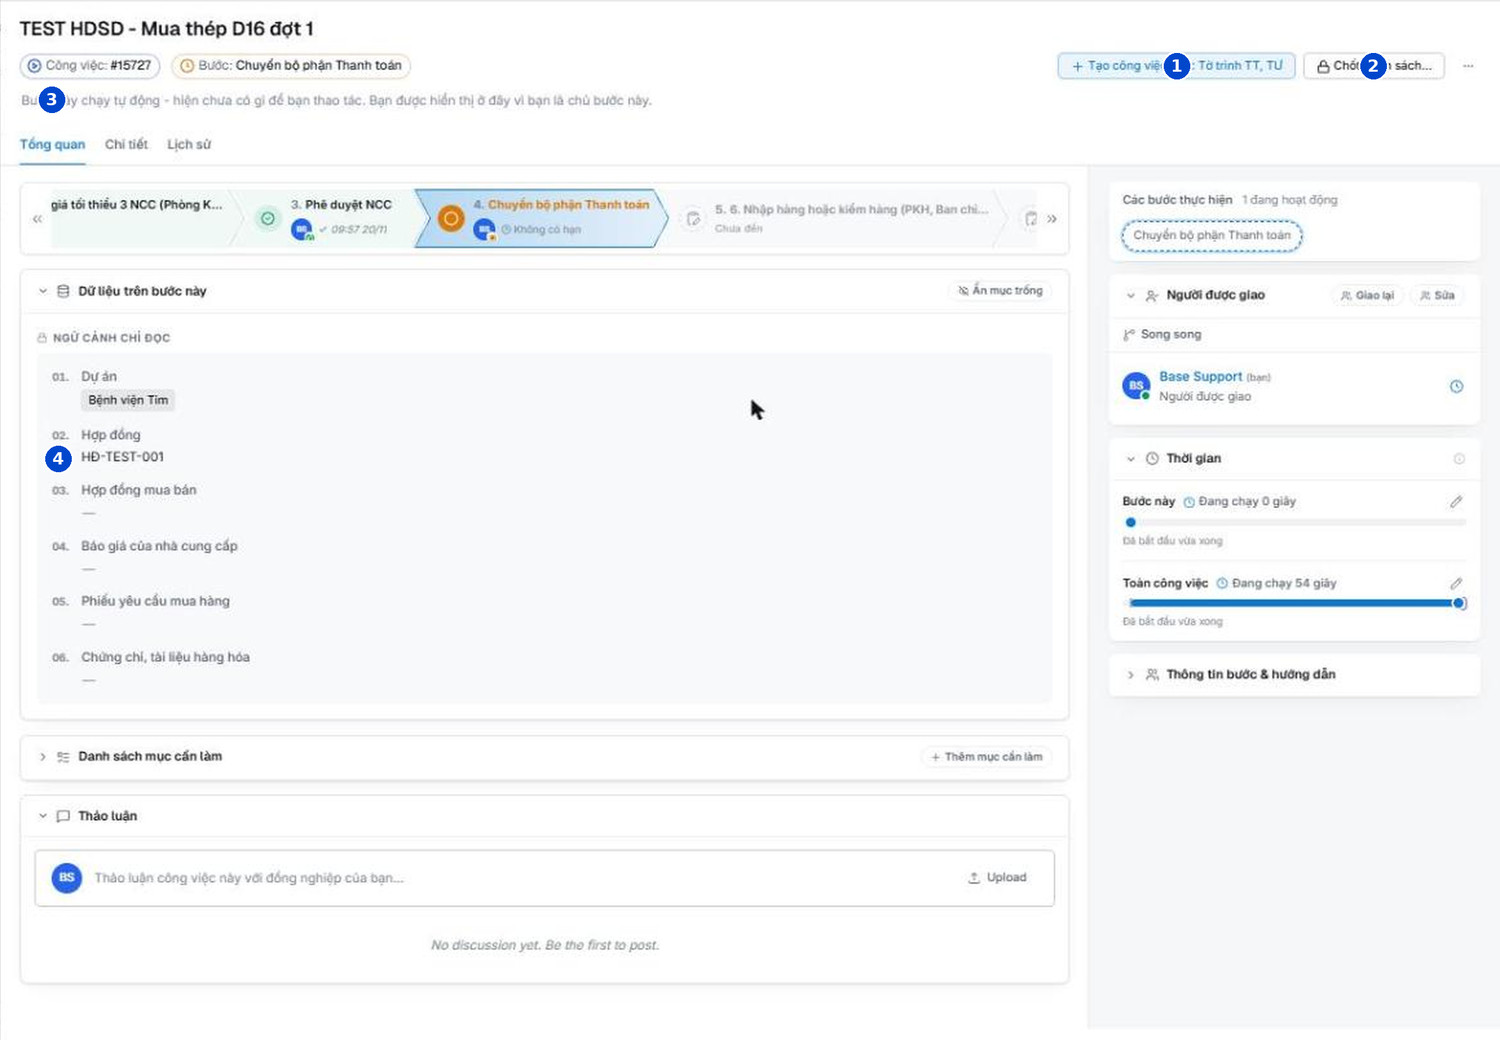 TEST HDSD - Mua thép D16 đợt 1
Công việc: #15727
Bước: Chuyển bộ phận Thanh toán
+ Tạo công việ 1 : Tờ trình TT, TƯ
Chốt 2 sách...
3 chạy tự động - hiện chưa có gì để bạn thao tác. Bạn được hiển thị ở đây vì bạn là chủ bước này.
Tổng quan Chi tiết Lịch sử
giá tối thiểu 3 NCC (Phòng K...
3. Phê duyệt NCC
BS 09:57 20/11
4. Chuyển bộ phận Thanh toán
BS Không có hạn
5. 6. Nhập hàng hoặc kiểm hàng (PKH, Ban chỉ...
Chưa đến
Dữ liệu trên bước này
Ẩn mục trống
NGỮ CẢNH CHỈ ĐỌC
01. Dự án
Bệnh viện Tim
02. Hợp đồng
4 HĐ-TEST-001
03. Hợp đồng mua bán
—
04. Báo giá của nhà cung cấp
—
05. Phiếu yêu cầu mua hàng
—
06. Chứng chỉ, tài liệu hàng hóa
—
Danh sách mục cần làm
+ Thêm mục cần làm
Thảo luận
BS Thảo luận công việc này với đồng nghiệp của bạn...
Upload
No discussion yet. Be the first to post.
Các bước thực hiện 1 đang hoạt động
Chuyển bộ phận Thanh toán
Người được giao
Giao lại
Sửa
Song song
BS Base Support (bạn)
Người được giao
Thời gian
Bước này Đang chạy 0 giây
Đã bắt đầu vừa xong
Toàn công việc Đang chạy 54 giây
Đã bắt đầu vừa xong
Thông tin bước & hướng dẫn